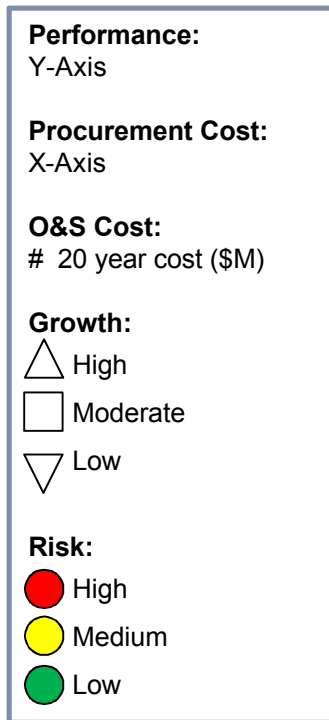 Performance:
Y-Axis
Procurement Cost:
X-Axis
O&S Cost:
# 20 year cost ($M)
Growth:
High
Moderate
Low
Risk:
High
Medium
Low